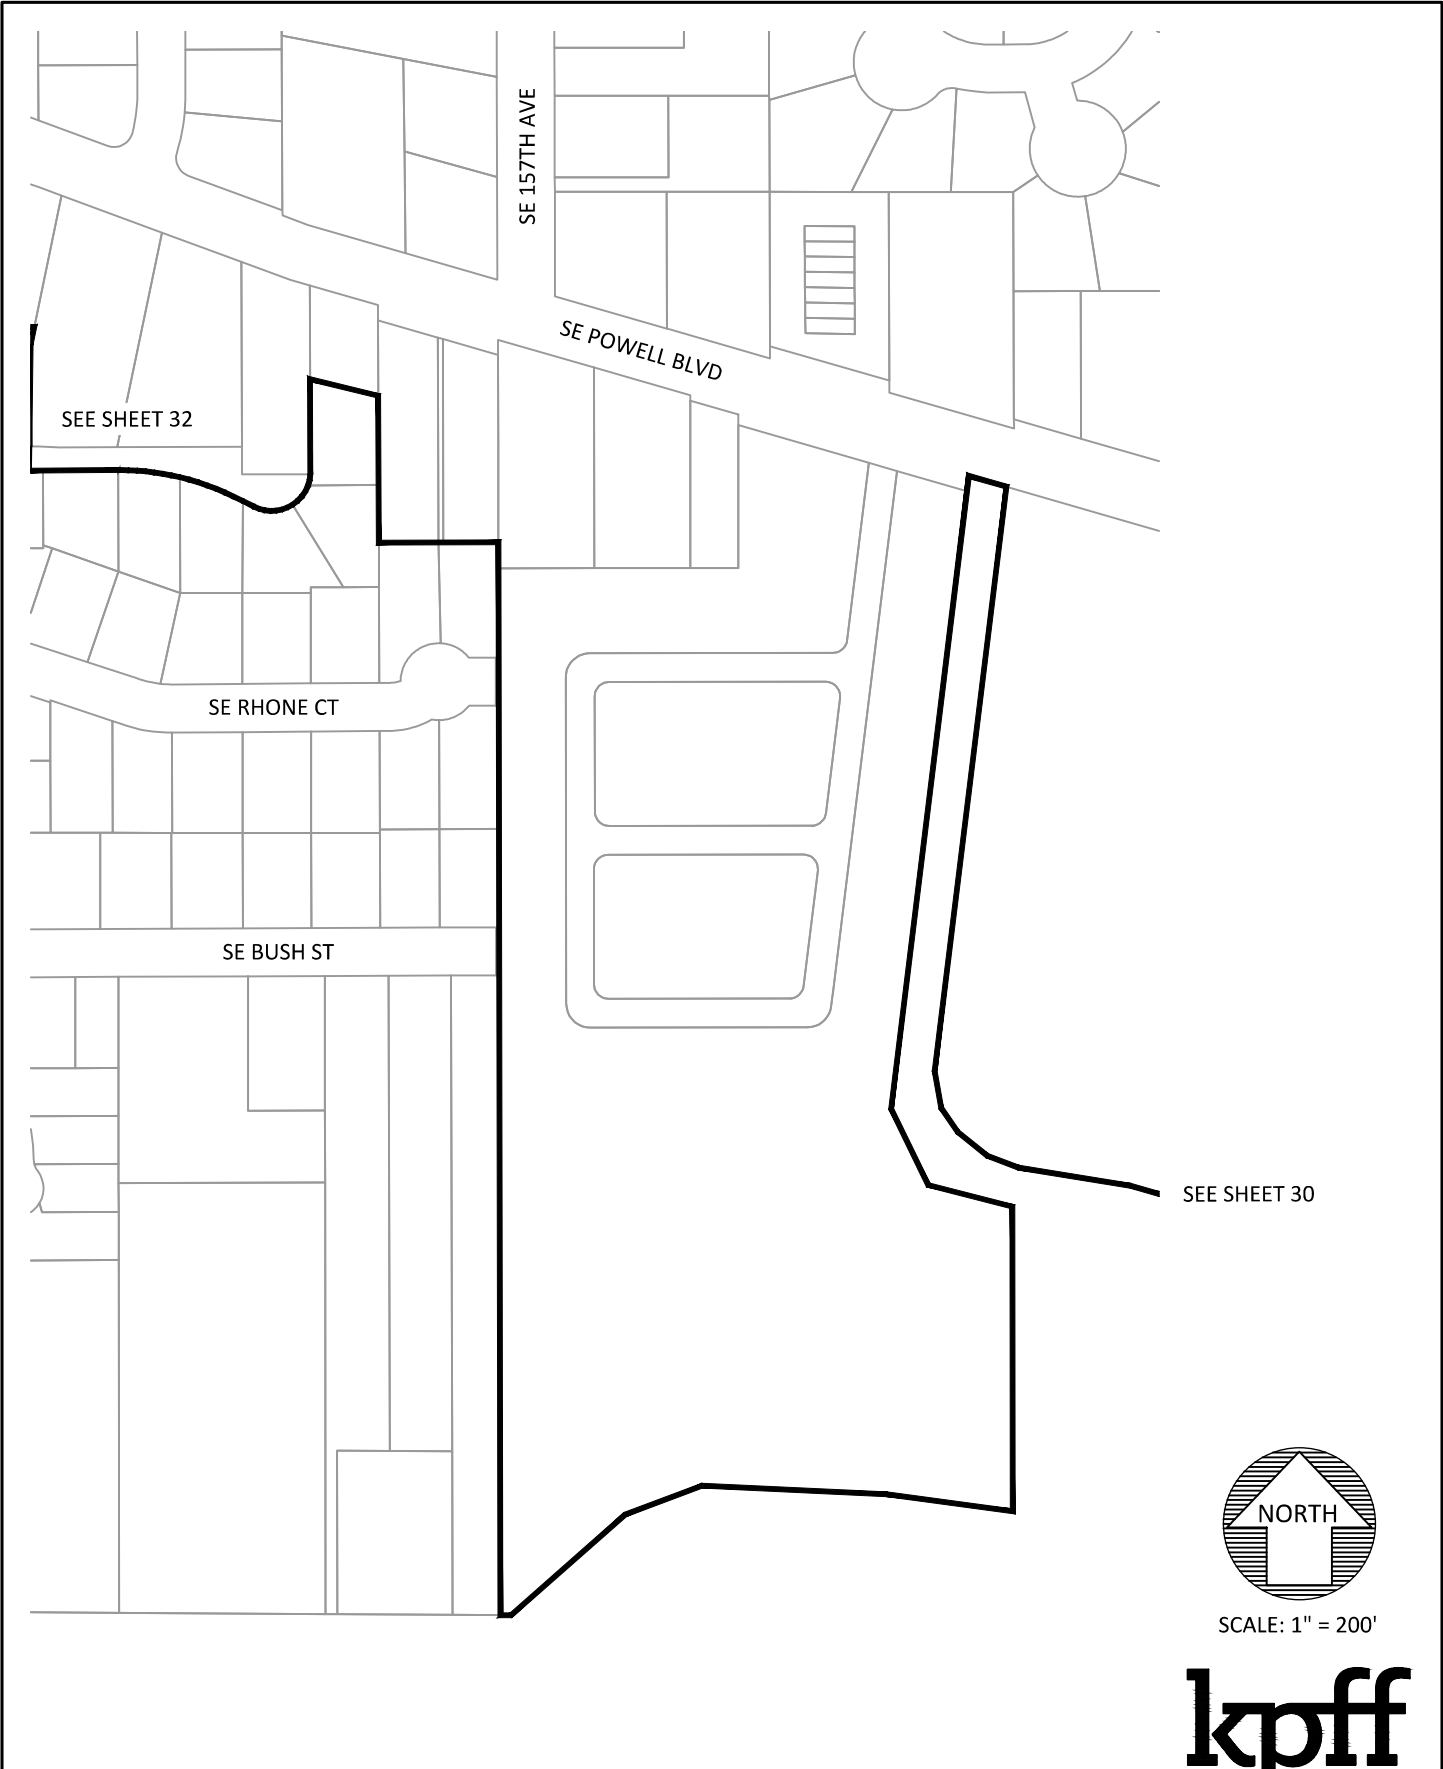 SE 157TH AVE
SE POWELL BLVD
SEE SHEET 32
SE RHONE CT
SE BUSH ST
SEE SHEET 30
NORTH
SCALE: 1" = 200'
kpff